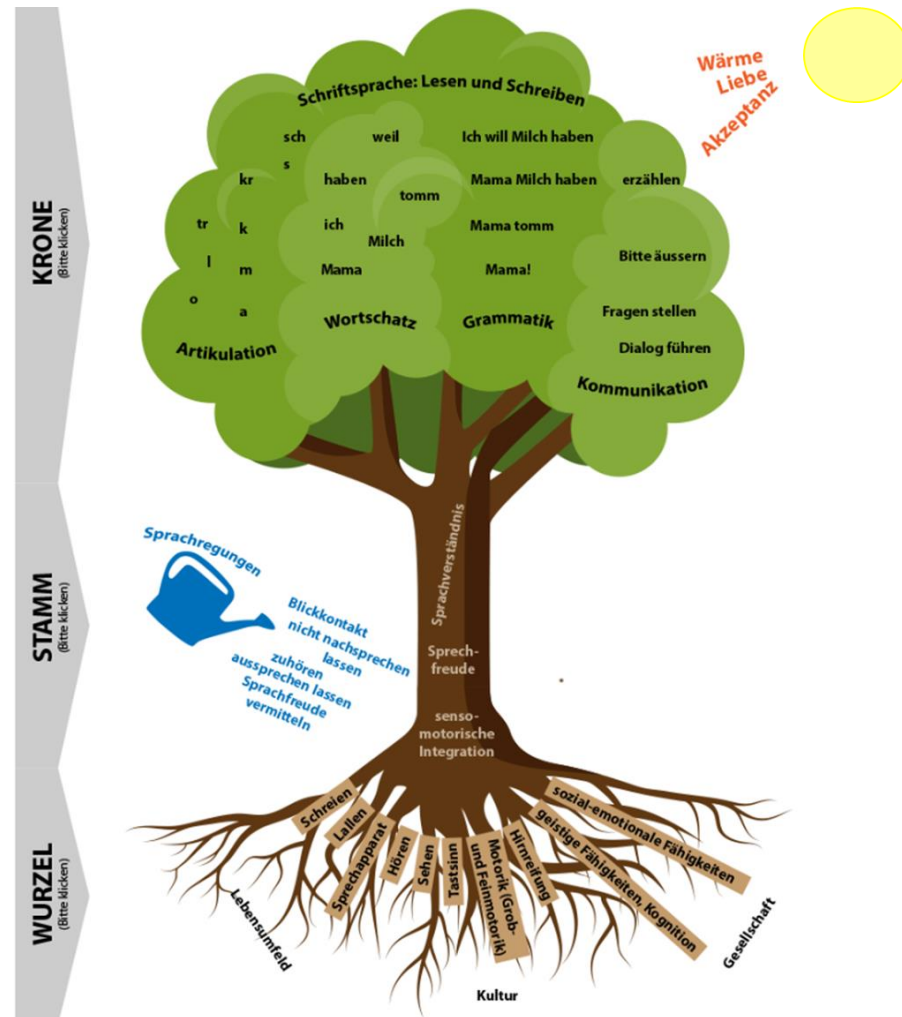 KRONE
(Bitte klicken)
Schriftsprache: Lesen und Schreiben
Wärme
Liebe
Akzeptanz
sch
s
kr
tr
k
l
m
o
a
Artikulation
weil
haben
tomm
ich
Milch
Mama
Wortschatz
Ich will Milch haben
Mama Milch haben
Mama tomm
Mama!
Grammatik
erzählen
Bitte äussern
Fragen stellen
Dialog führen
Kommunikation
STAMM
(Bitte klicken)
Sprachregungen
Blickkontakt
nicht nachsprechen
lassen
zuhören
aussprechen lassen
Sprachfreude
vermitteln
Sprachverständnis
Sprech-
freude
senso-
motorische
Integration
WURZEL
(Bitte klicken)
Schreien
Lallen
Sprechapparat
Hören
Sehen
Tastsinn
Motorik (Grob-
und Feinmotorik)
Hirnreifung
geistige Fähigkeiten, Kognition
sozial-emotionale Fähigkeiten
Lebensumfeld
Kultur
Gesellschaft